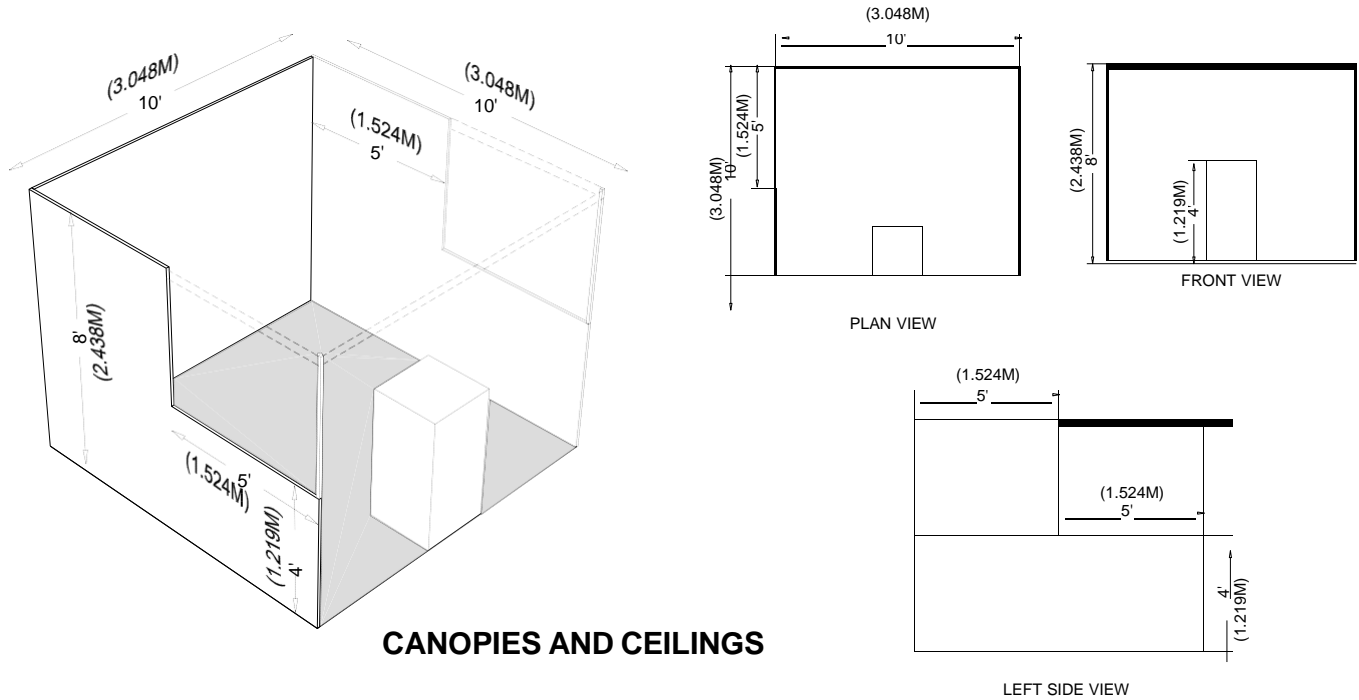 (3.048M)
10'
(3.048M)
10'
(1.524M)
5'
8'
(2.438M)
5'
(1.524M)
4'
(1.219M)
CANOPIES AND CEILINGS
(3.048M)
10'
(1.524M)
5'
(3.048M)
10'
PLAN VIEW
(2.438M)
8'
(1.219M)
4'
FRONT VIEW
(1.524M)
5'
(1.524M)
5'
4'
(1.219M)
LEFT SIDE VIEW